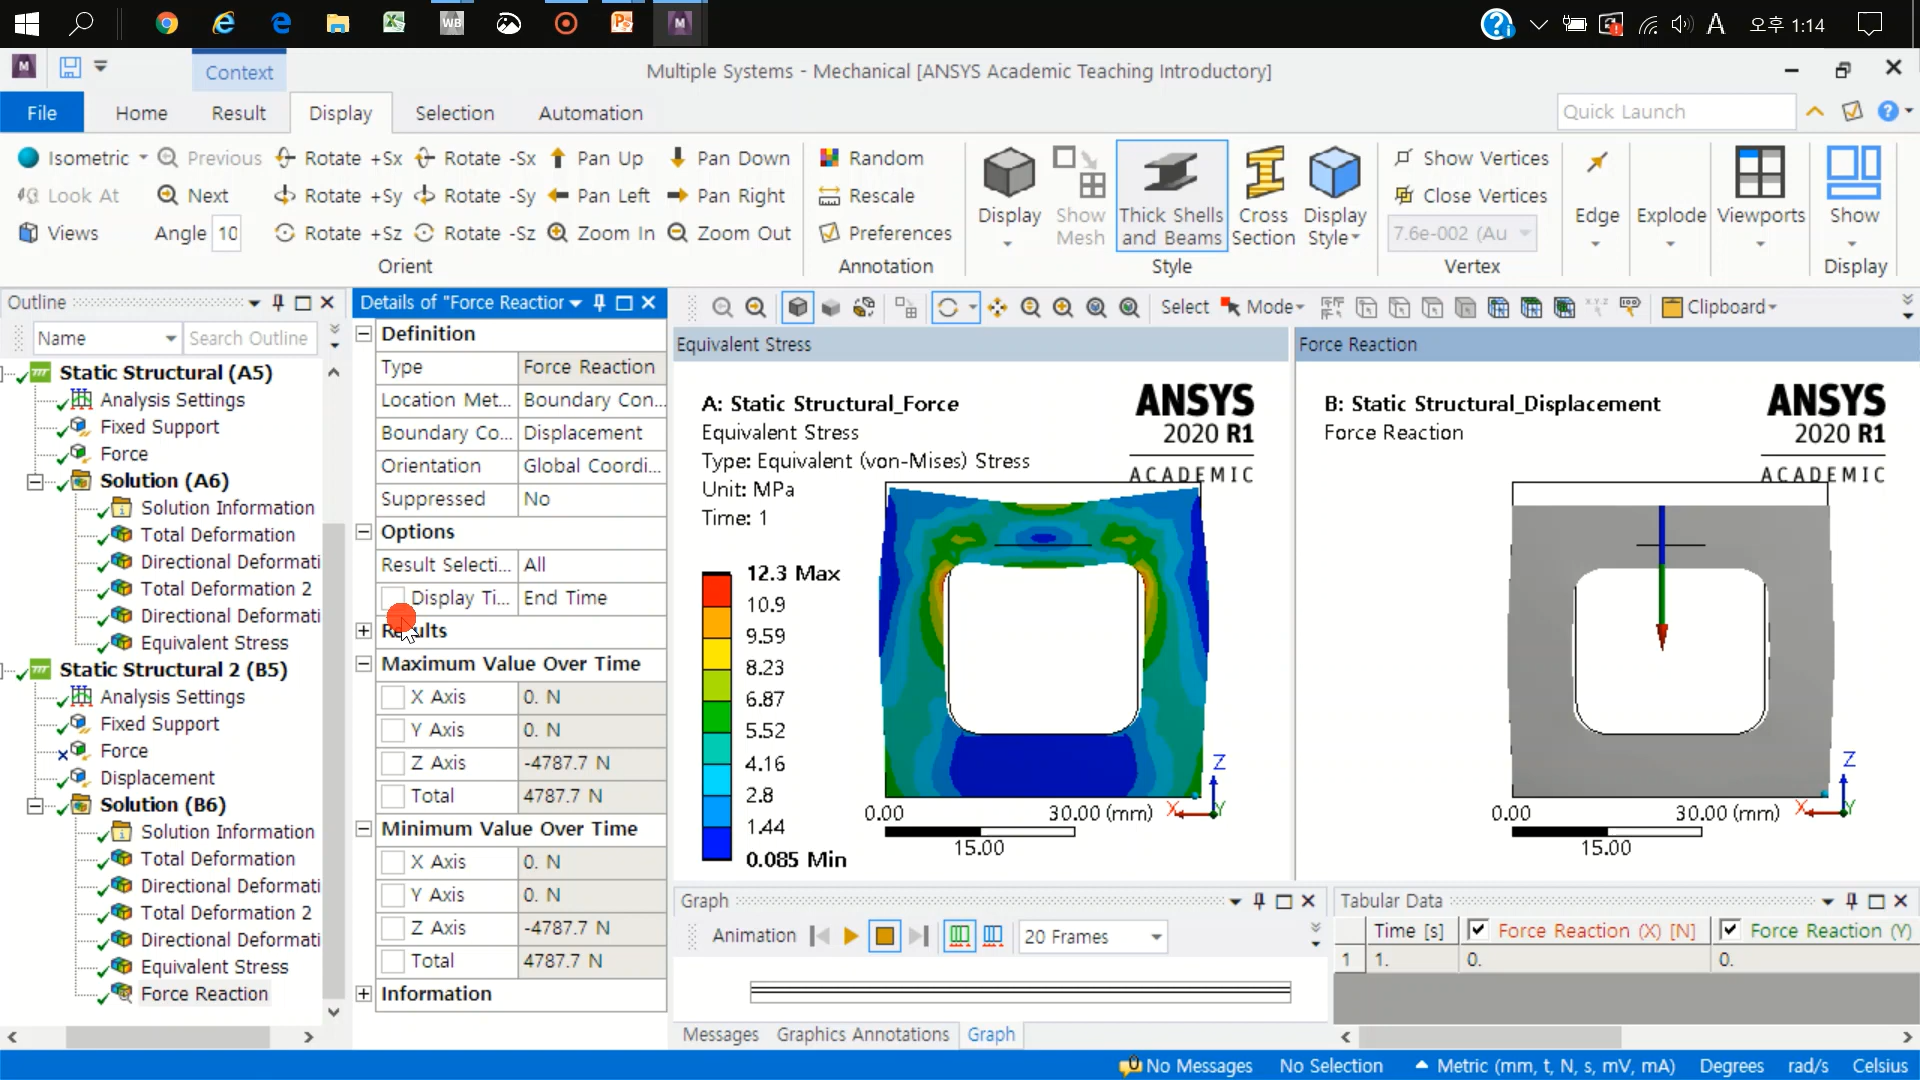 WB
오후 1:14
Context
Multiple Systems - Mechanical [ANSYS Academic Teaching Introductory]
File
Home
Result
Display
Selection
Automation
Quick Launch
Isometric
Previous
Rotate +Sx
Rotate -Sx
Pan Up
Pan Down
Random
Look At
Next
Rotate +Sy
Rotate -Sy
Pan Left
Pan Right
Rescale
Views
Angle 10
Rotate +Sz
Rotate -Sz
Zoom In
Zoom Out
Preferences
Orient
Annotation
Display
Show
Mesh
Thick Shells
and Beams
Cross
Section
Display
Style
Style
Show Vertices
Close Vertices
7.6e-002 (Au
Vertex
Edge
Explode
Viewports
Show
Display
Outline
Name
Search Outline
Static Structural (A5)
Analysis Settings
Fixed Support
Force
Solution (A6)
Solution Information
Total Deformation
Directional Deformati
Total Deformation 2
Directional Deformati
Equivalent Stress
Static Structural 2 (B5)
Analysis Settings
Fixed Support
Force
Displacement
Solution (B6)
Solution Information
Total Deformation
Directional Deformati
Total Deformation 2
Directional Deformati
Equivalent Stress
Force Reaction
Details of "Force Reactior
Definition
Type Force Reaction
Location Met... Boundary Con...
Boundary Co... Displacement
Orientation Global Coordi...
Suppressed No
Options
Result Selecti... All
Display Ti... End Time
Results
Maximum Value Over Time
X Axis 0. N
Y Axis 0. N
Z Axis -4787.7 N
Total 4787.7 N
Minimum Value Over Time
X Axis 0. N
Y Axis 0. N
Z Axis -4787.7 N
Total 4787.7 N
Information
Select
Mode
Clipboard
Equivalent Stress
A: Static Structural_Force
Equivalent Stress
Type: Equivalent (von-Mises) Stress
Unit: MPa
Time: 1
ANSYS
2020 R1
ACADEMIC
12.3 Max
10.9
9.59
8.23
6.87
5.52
4.16
2.8
1.44
0.085 Min
0.00
30.00 (mm)
15.00
Z
X
Y
Force Reaction
B: Static Structural_Displacement
Force Reaction
ANSYS
2020 R1
ACADEMIC
0.00
30.00 (mm)
15.00
Z
X
Y
Graph
Animation
20 Frames
Messages
Graphics Annotations
Graph
Tabular Data
Time [s]
Force Reaction (X) [N]
Force Reaction (Y)
1
1.
0.
0.
No Messages
No Selection
Metric (mm, t, N, s, mV, mA)
Degrees
rad/s
Celsius